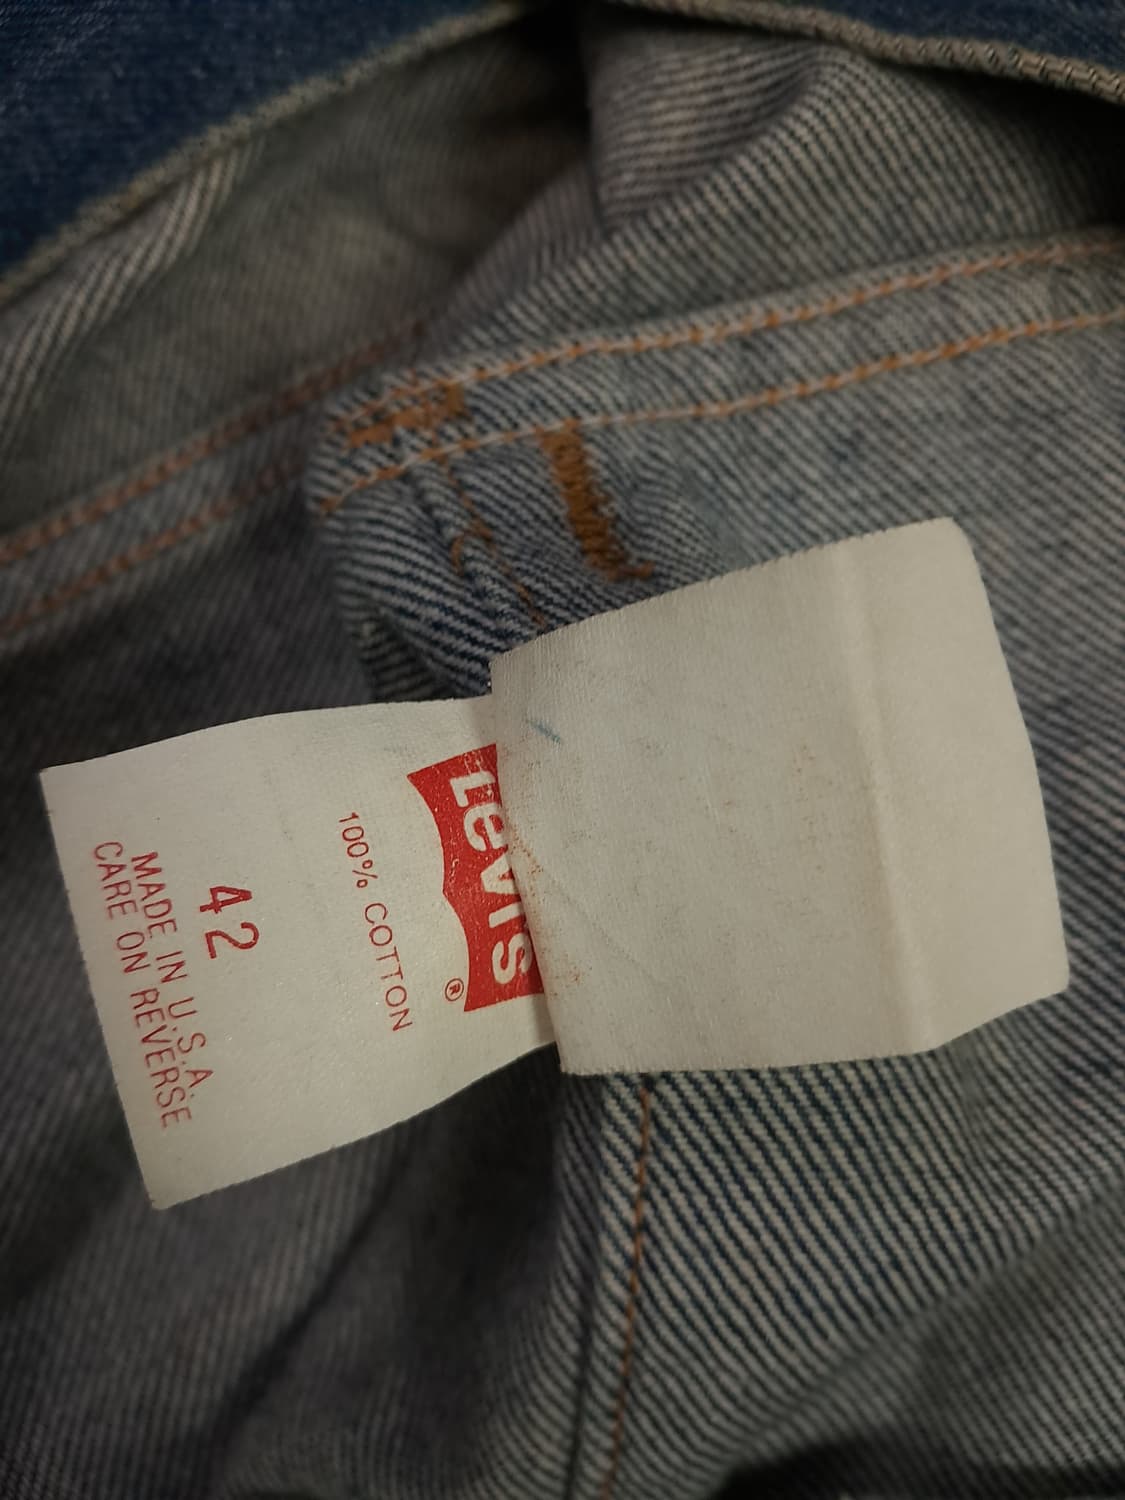 Levi's
®
100% COTTON
42
MADE IN U.S.A.
CARE ON REVERSE